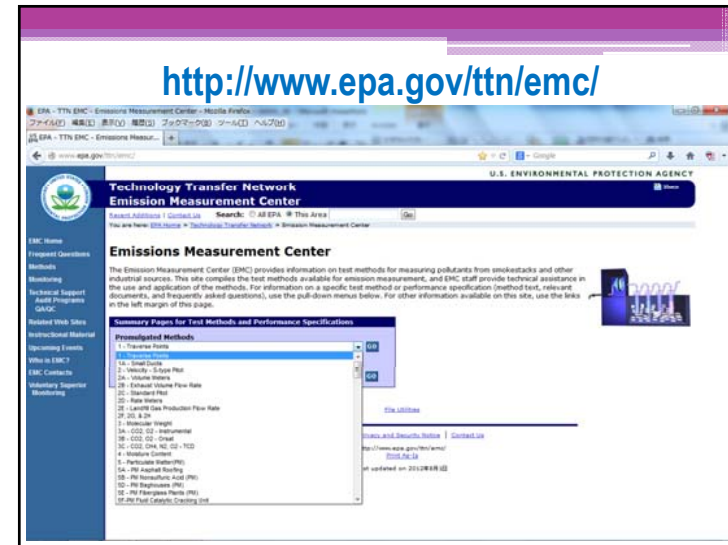 http://www.epa.gov/ttn/emc/
EPA - TTN EMC - Emissions Measurement Center - Mozilla Firefox
ファイル(F) 編集(E) 表示(V) 履歴(S) ブックマーク(B) ツール(T) ヘルプ(H)
EPA - TTN EMC - Emissions Measur...
www.epa.gov/ttn/emc/
Google
U.S. ENVIRONMENTAL PROTECTION AGENCY
Technology Transfer Network
Share
Emission Measurement Center
Recent Additions | Contact Us Search: All EPA This Area Go
You are here: EPA Home » Technology Transfer Network » Emission Measurement Center
EMC Home
Frequent Questions
Methods
Monitoring
Technical Support
Audit Programs
QA/QC
Related Web Sites
Instructional Material
Upcoming Events
Who is EMC?
EMC Contacts
Voluntary Superior
Monitoring
Emissions Measurement Center
The Emission Measurement Center (EMC) provides information on test methods for measuring pollutants from smokestacks and other
industrial sources. This site compiles the test methods available for emission measurement, and EMC staff provide technical assistance in
the use and application of the methods. For information on a specific test method or performance specification (method text, relevant
documents, and frequently asked questions), use the pull-down menus below. For other information available on this site, use the links
in the left margin of this page.
Summary Pages for Test Methods and Performance Specifications
Promulgated Methods
1 - Traverse Points
GO
1 - Traverse Points
1A - Small Ducts
2 - Velocity - S-type Pitot
2A - Volume Meters
GO
2B - Exhaust Volume Flow Rate
2C - Standard Pitot
2D - Rate Meters
2E - Landfill Gas Production Flow Rate
2F, 2G, & 2H
3 - Molecular Weight
3A - CO2, O2 - Instrumental
3B - CO2, O2 - Orsat
3C - CO2, CH4, N2, O2 - TCD
4 - Moisture Content
5 - Particulate Matter(PM)
5A - PM Asphalt Roofing
5B - PM Nonsulfuric Acid (PM)
5D - PM Baghouses (PM)
5E - PM Fiberglass Plants (PM)
5F-PM Fluid Catalytic Cracking Unit
File Utilities
Privacy and Security Notice | Contact Us
http://www.epa.gov/ttn/emc/
Print As-Is
updated on 2012年8月